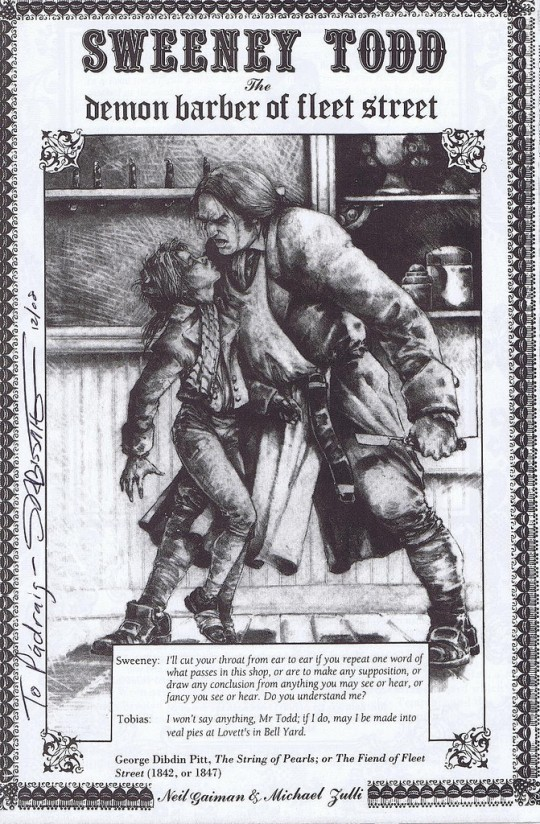 SWEENEY TODD
The
demon barber of fleet street
To Padraig –
12/02
Sweeney: I'll cut your throat from ear to ear if you repeat one word of
what passes in this shop, or are to make any supposition, or
draw any conclusion from anything you may see or hear, or
fancy you see or hear. Do you understand me?
Tobias: I won't say anything, Mr Todd; if I do, may I be made into
veal pies at Lovett's in Bell Yard.
George Dibdin Pitt, The String of Pearls; or The Fiend of Fleet
Street (1842, or 1847)
Neil Gaiman & Michael Zulli